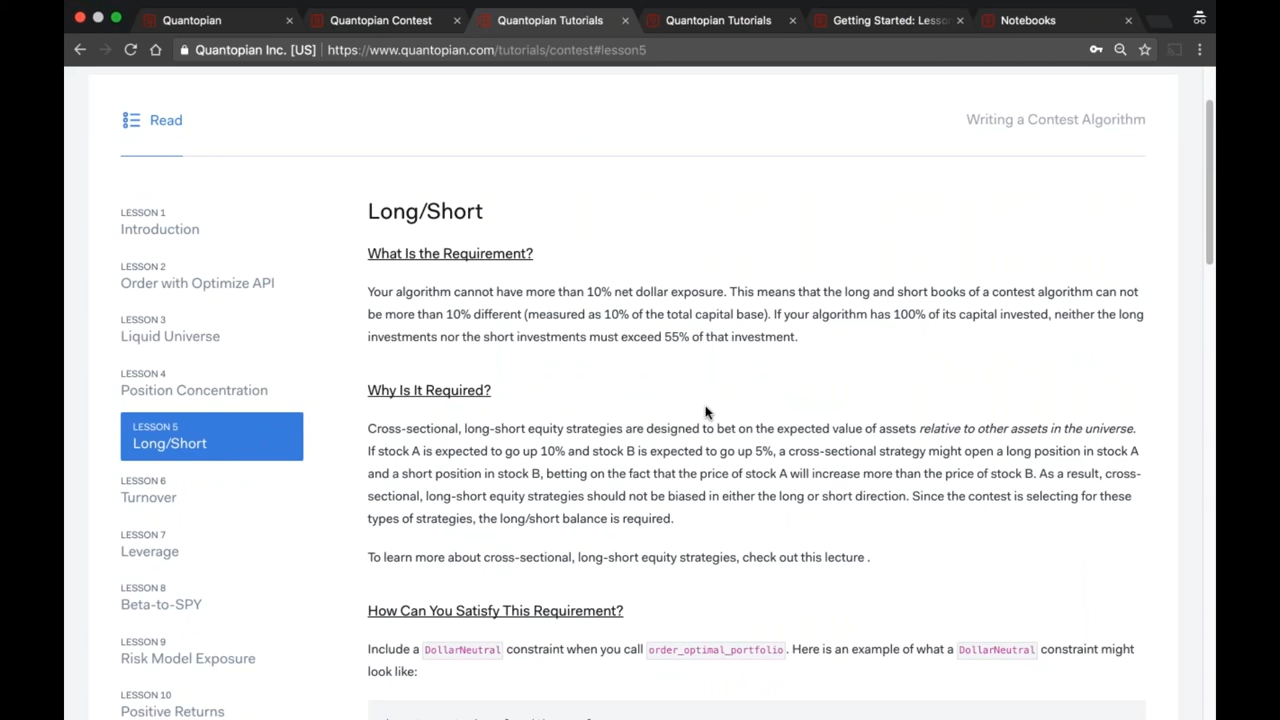 Quantopian
Quantopian Contest
Quantopian Tutorials
Quantopian Tutorials
Getting Started: Lesso
Notebooks
Quantopian Inc. [US]
https://www.quantopian.com/tutorials/contest#lesson5
Read
Writing a Contest Algorithm
LESSON 1
Introduction
LESSON 2
Order with Optimize API
LESSON 3
Liquid Universe
LESSON 4
Position Concentration
LESSON 5
Long/Short
LESSON 6
Turnover
LESSON 7
Leverage
LESSON 8
Beta-to-SPY
LESSON 9
Risk Model Exposure
LESSON 10
Positive Returns
Long/Short
What Is the Requirement?
Your algorithm cannot have more than 10% net dollar exposure. This means that the long and short books of a contest algorithm can not
be more than 10% different (measured as 10% of the total capital base). If your algorithm has 100% of its capital invested, neither the long
investments nor the short investments must exceed 55% of that investment.
Why Is It Required?
Cross-sectional, long-short equity strategies are designed to bet on the expected value of assets relative to other assets in the universe.
If stock A is expected to go up 10% and stock B is expected to go up 5%, a cross-sectional strategy might open a long position in stock A
and a short position in stock B, betting on the fact that the price of stock A will increase more than the price of stock B. As a result, cross-
sectional, long-short equity strategies should not be biased in either the long or short direction. Since the contest is selecting for these
types of strategies, the long/short balance is required.
To learn more about cross-sectional, long-short equity strategies, check out this lecture .
How Can You Satisfy This Requirement?
Include a DollarNeutral constraint when you call order_optimal_portfolio. Here is an example of what a DollarNeutral constraint might
look like: